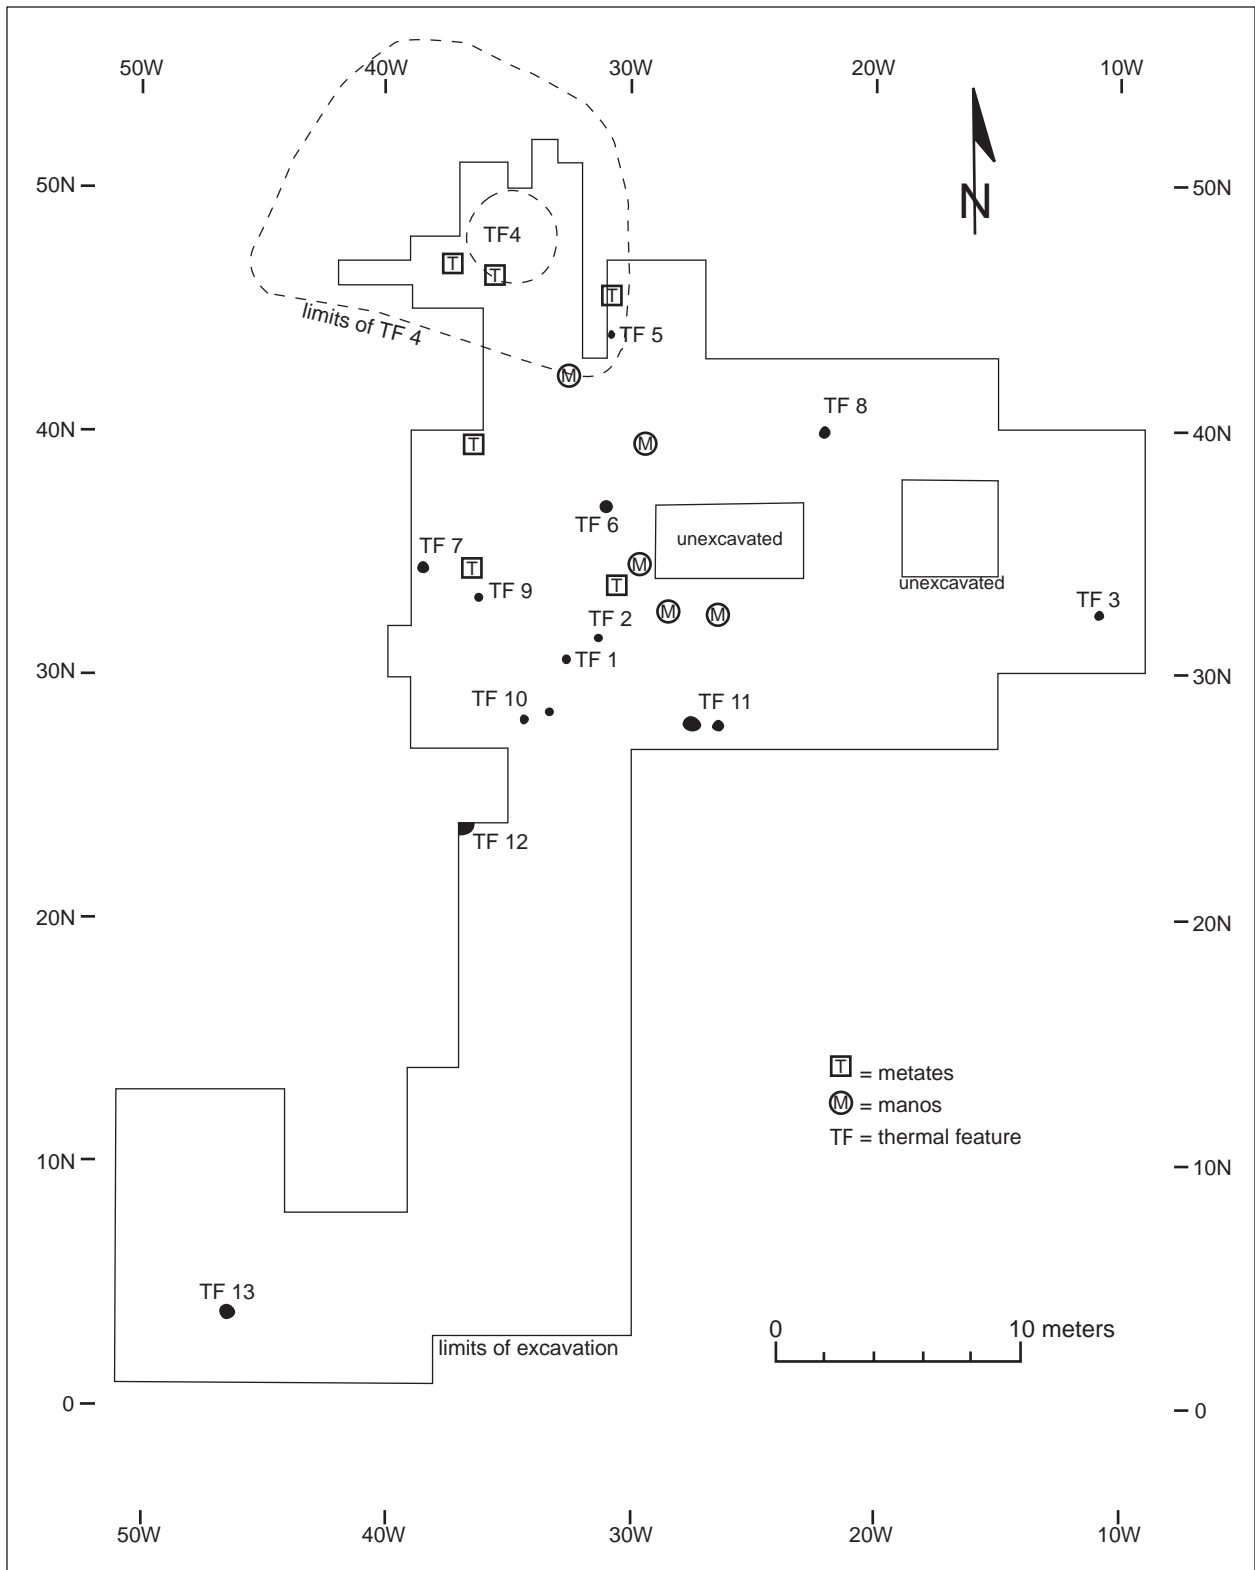 50W
40W
30W
20W
10W
50N
50N
N
TF4
T
T
T
limits of TF 4
TF 5
M
TF 8
40N
40N
T
M
TF 6
unexcavated
TF 7
T
M
unexcavated
TF 9
T
TF 3
TF 2
M
M
TF 1
30N
30N
TF 10
TF 11
TF 12
20N
20N
T = metates
M = manos
TF = thermal feature
10N
10N
TF 13
0
10 meters
limits of excavation
0
0
50W
40W
30W
20W
10W